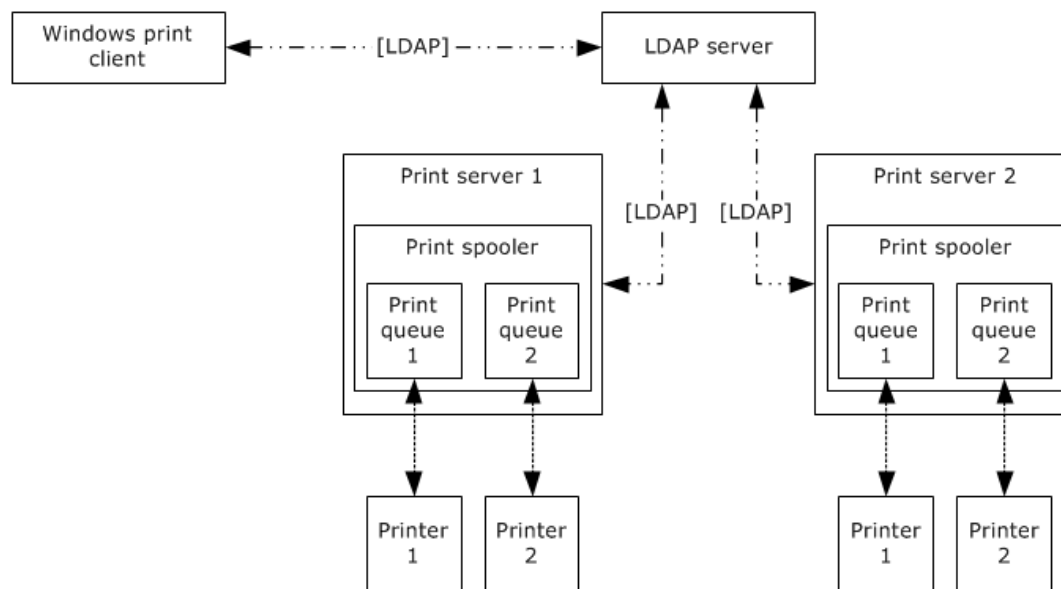 Windows print
client
[LDAP]
LDAP server
Print server 1
Print server 2
[LDAP]
[LDAP]
Print spooler
Print spooler
Print
queue
1
Print
queue
2
Print
queue
1
Print
queue
2
Printer
1
Printer
2
Printer
1
Printer
2